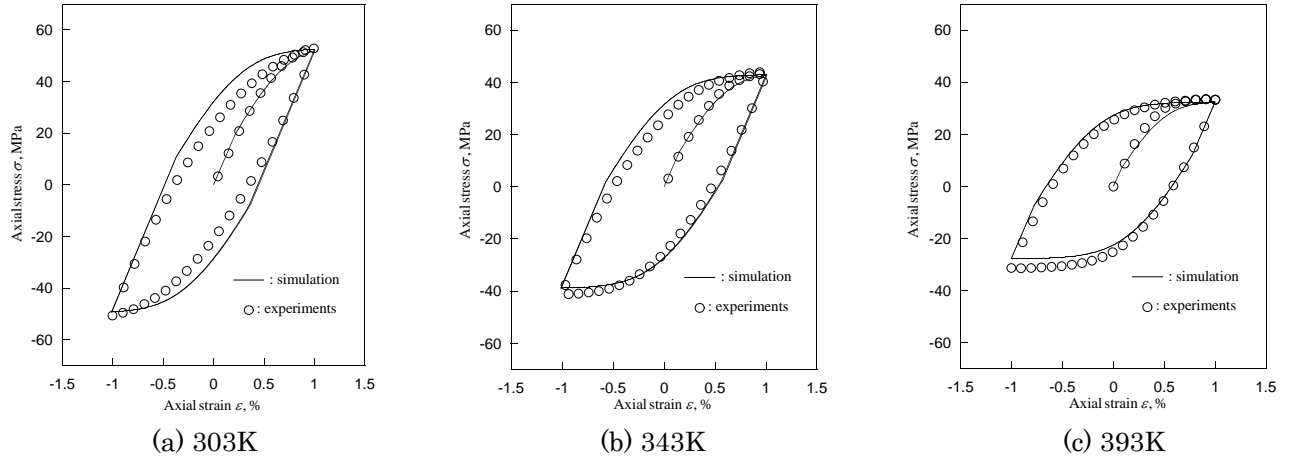 60
40
20
0
-20
-40
-60
-1.5 -1 -0.5 0 0.5 1 1.5
Axial stress σ, MPa
Axial strain ε, %
: simulation
: experiments
(a) 303K
60
40
20
0
-20
-40
-60
-1.5 -1 -0.5 0 0.5 1 1.5
Axial stress σ, MPa
Axial strain ε, %
: simulation
: experiments
(b) 343K
60
40
20
0
-20
-40
-60
-1.5 -1 -0.5 0 0.5 1 1.5
Axial stress σ, MPa
Axial strain ε, %
: simulation
: experiments
(c) 393K